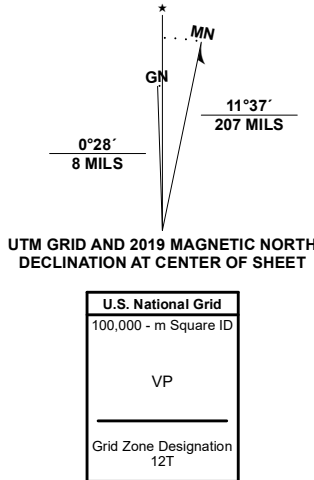 ★
MN
GN
11°37´
207 MILS
0°28´
8 MILS
UTM GRID AND 2019 MAGNETIC NORTH
DECLINATION AT CENTER OF SHEET
U.S. National Grid
100,000 - m Square ID
VP
Grid Zone Designation
12T